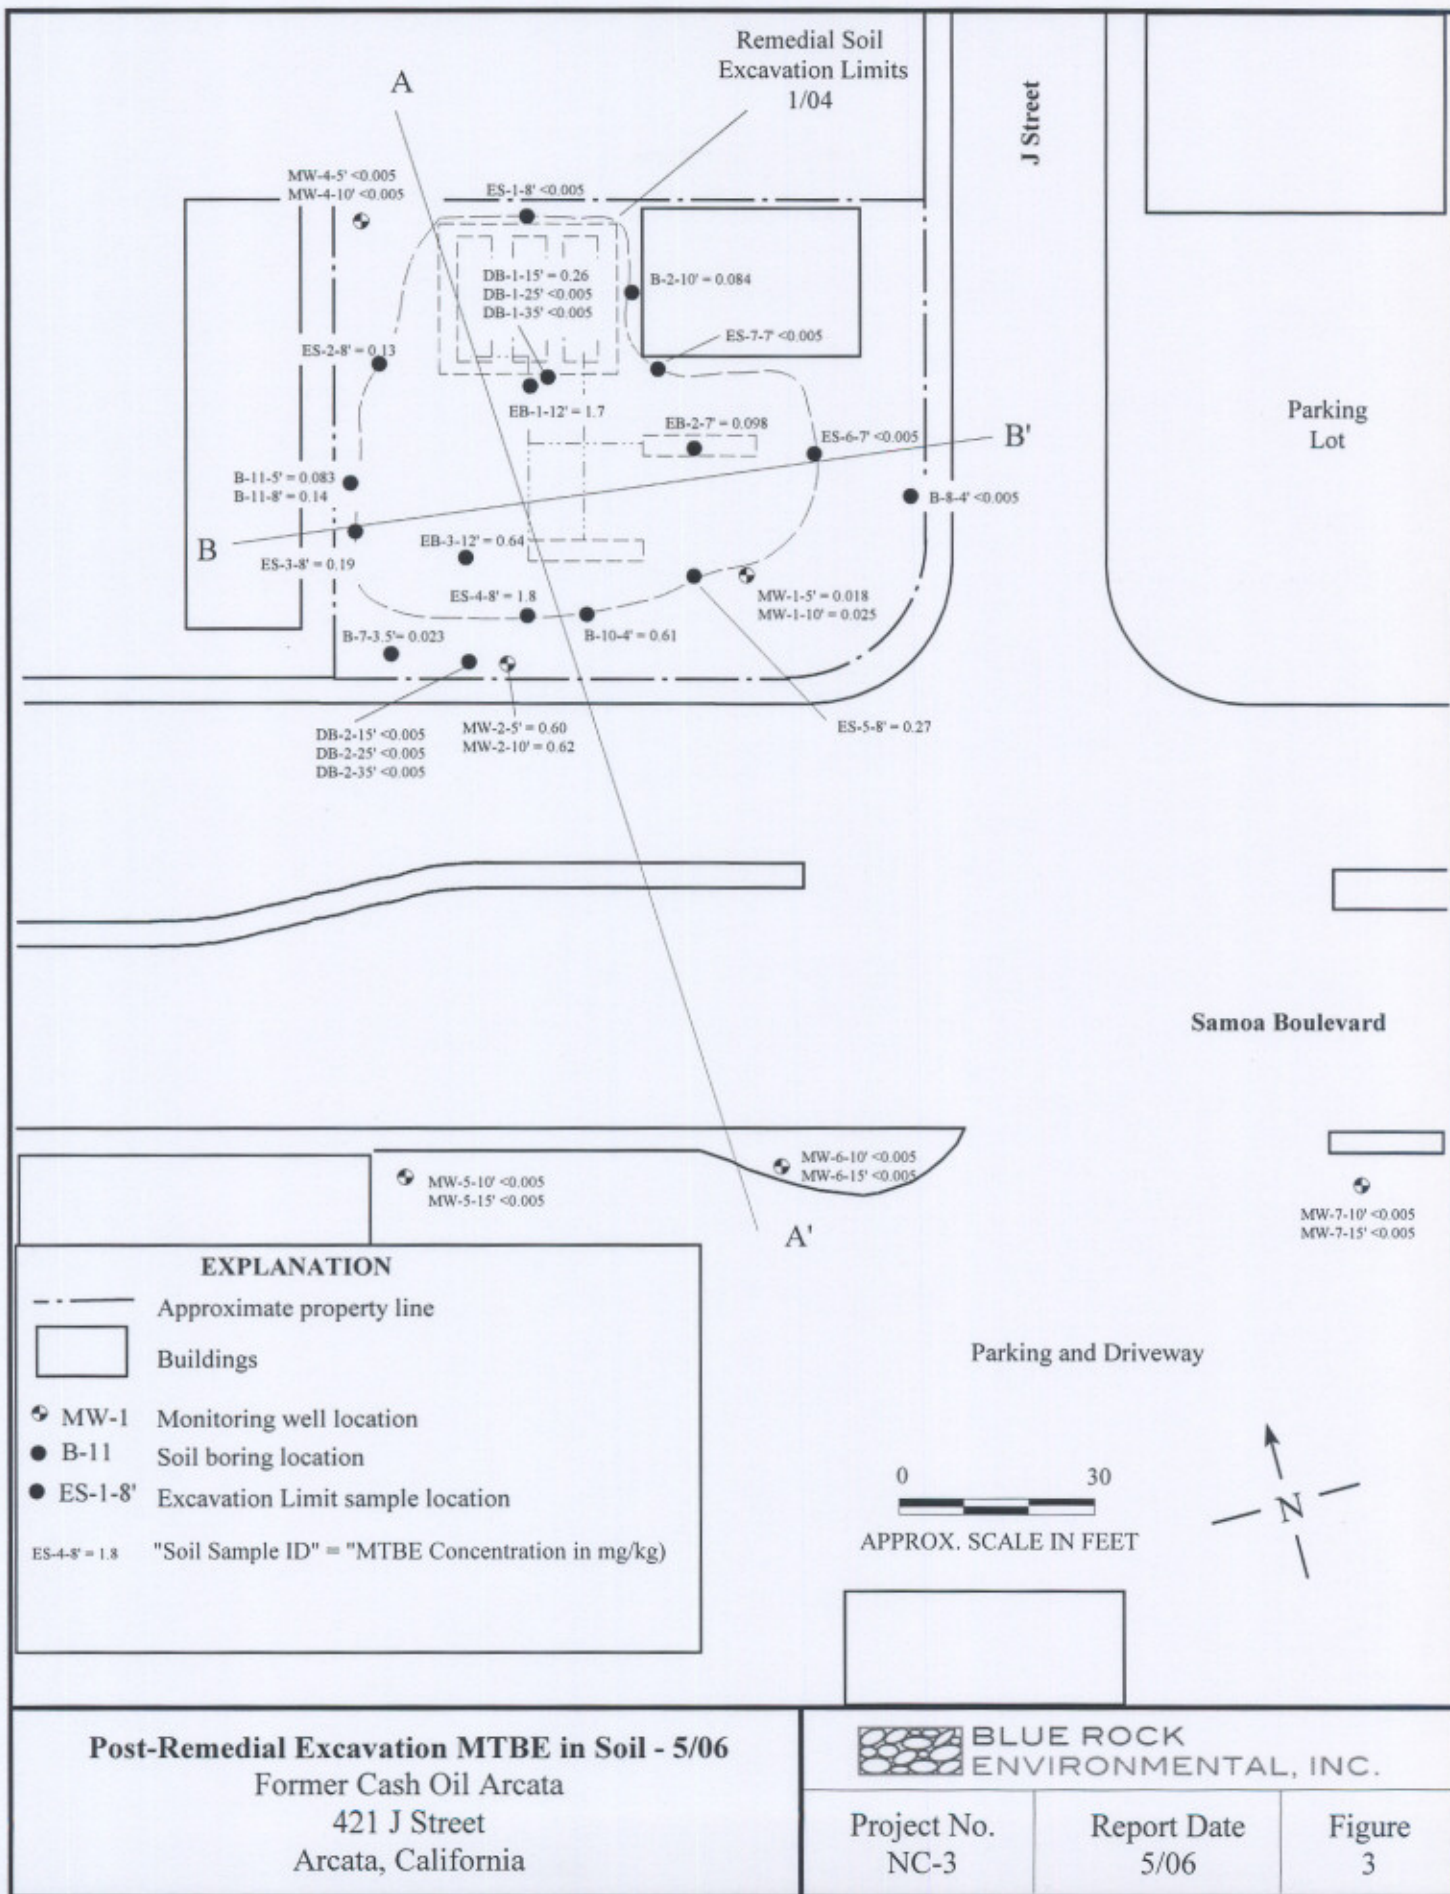 Remedial Soil
Excavation Limits
1/04
A
J Street
MW-4-5' <0.005
MW-4-10' <0.005
ES-1-8' <0.005
DB-1-15' = 0.26
DB-1-25' <0.005
DB-1-35' <0.005
B-2-10' = 0.084
ES-7-7' <0.005
ES-2-8' = 0.13
EB-1-12' = 1.7
EB-2-7' = 0.098
ES-6-7' <0.005
B'
Parking
Lot
B-11-5' = 0.083
B-11-8' = 0.14
B-8-4' <0.005
B
EB-3-12' = 0.64
ES-3-8' = 0.19
ES-4-8' = 1.8
MW-1-5' = 0.018
MW-1-10' = 0.025
B-7-3.5'= 0.023
B-10-4' = 0.61
DB-2-15' <0.005
DB-2-25' <0.005
DB-2-35' <0.005
MW-2-5' = 0.60
MW-2-10' = 0.62
ES-5-8' = 0.27
Samoa Boulevard
MW-5-10' <0.005
MW-5-15' <0.005
MW-6-10' <0.005
MW-6-15' <0.005
MW-7-10' <0.005
MW-7-15' <0.005
A'
EXPLANATION
Approximate property line
Buildings
MW-1 Monitoring well location
B-11 Soil boring location
ES-1-8' Excavation Limit sample location
ES-4-8' = 1.8 "Soil Sample ID" = "MTBE Concentration in mg/kg)
Parking and Driveway
0 30
APPROX. SCALE IN FEET
N
Post-Remedial Excavation MTBE in Soil - 5/06
Former Cash Oil Arcata
421 J Street
Arcata, California
BLUE ROCK
ENVIRONMENTAL, INC.
Project No.
NC-3
Report Date
5/06
Figure
3